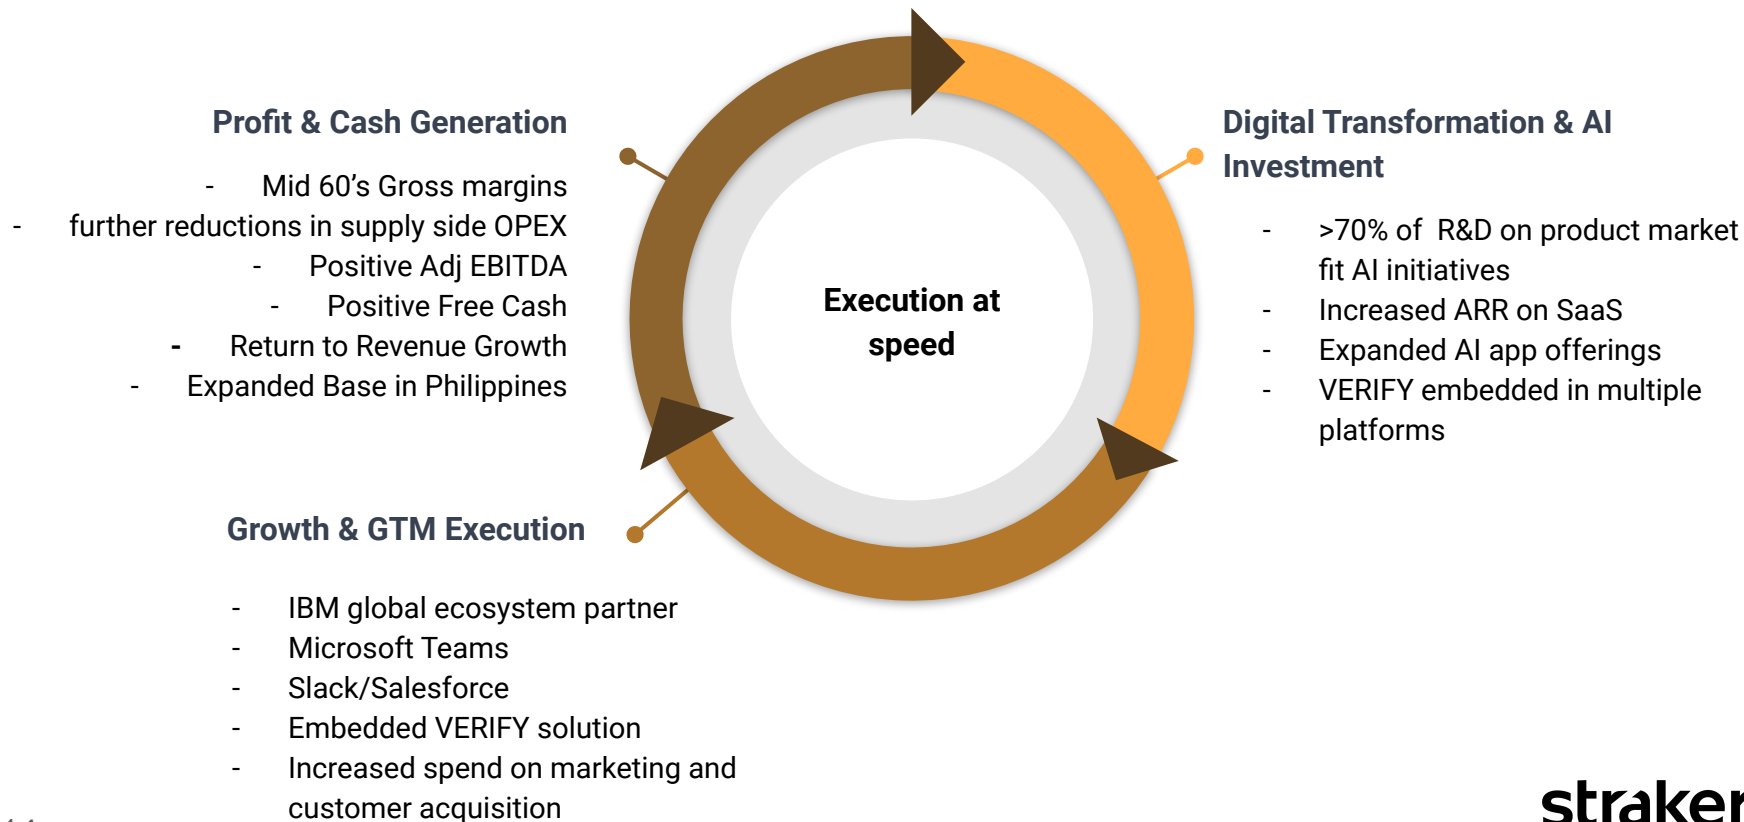 Profit & Cash Generation
- Mid 60’s Gross margins
- further reductions in supply side OPEX
- Positive Adj EBITDA
- Positive Free Cash
- Return to Revenue Growth
- Expanded Base in Philippines
Execution at
speed
Digital Transformation & AI
Investment
- >70% of R&D on product market
fit AI initiatives
- Increased ARR on SaaS
- Expanded AI app offerings
- VERIFY embedded in multiple
platforms
Growth & GTM Execution
- IBM global ecosystem partner
- Microsoft Teams
- Slack/Salesforce
- Embedded VERIFY solution
- Increased spend on marketing and
customer acquisition
straker